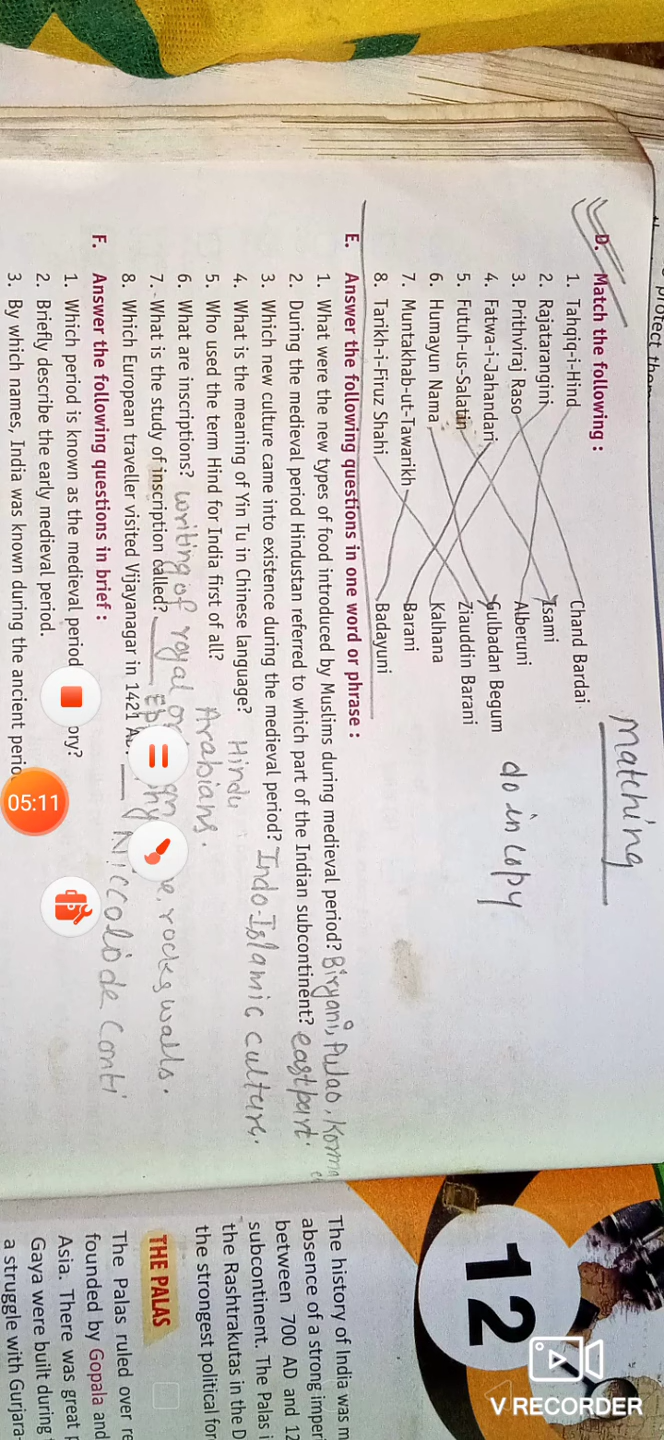 protect them
Matching
D. Match the following :
1. Tahqiq-i-Hind Chand Bardai
2. Rajatarangini Isami
3. Prithviraj Raso Alberuni
4. Fatwa-i-Jahandari Gulbadan Begum
5. Futuh-us-Salatin Ziauddin Barani
6. Humayun Nama Kalhana
7. Muntakhab-ut-Tawarikh Barani
8 Tarikh-i-Firuz Shahi Badayuni
do in copy
E. Answer the following questions in one word or phrase :
1. What were the new types of food introduced by Muslims during medieval period? Biryani, Pulao, Korma
2. During the medieval period Hindustan referred to which part of the Indian subcontinent? east part.
3. Which new culture came into existence during the medieval period? Indo-Islamic culture.
4. What is the meaning of Yin Tu in Chinese language? Hindu
5. Who used the term Hind for India first of all? Arabians.
6. What are inscriptions? writing of royal rocks walls.
7. What is the study of inscription called?
8. Which European traveller visited Vijayanagar in 1421 Niccolo de Conti
F. Answer the following questions in brief :
1. Which period is known as the medieval period ory?
2. Briefly describe the early medieval period.
3. By which names, India was known during the ancient perio
12
The history of India was m
absence of a strong imperi
between 700 AD and 12
subcontinent. The Palas i
the Rashtrakutas in the D
the strongest political for
THE PALAS
The Palas ruled over re
founded by Gopala and
Asia. There was great
Gaya were built during
a struggle with Gurjara-
05:11
V RECORDER